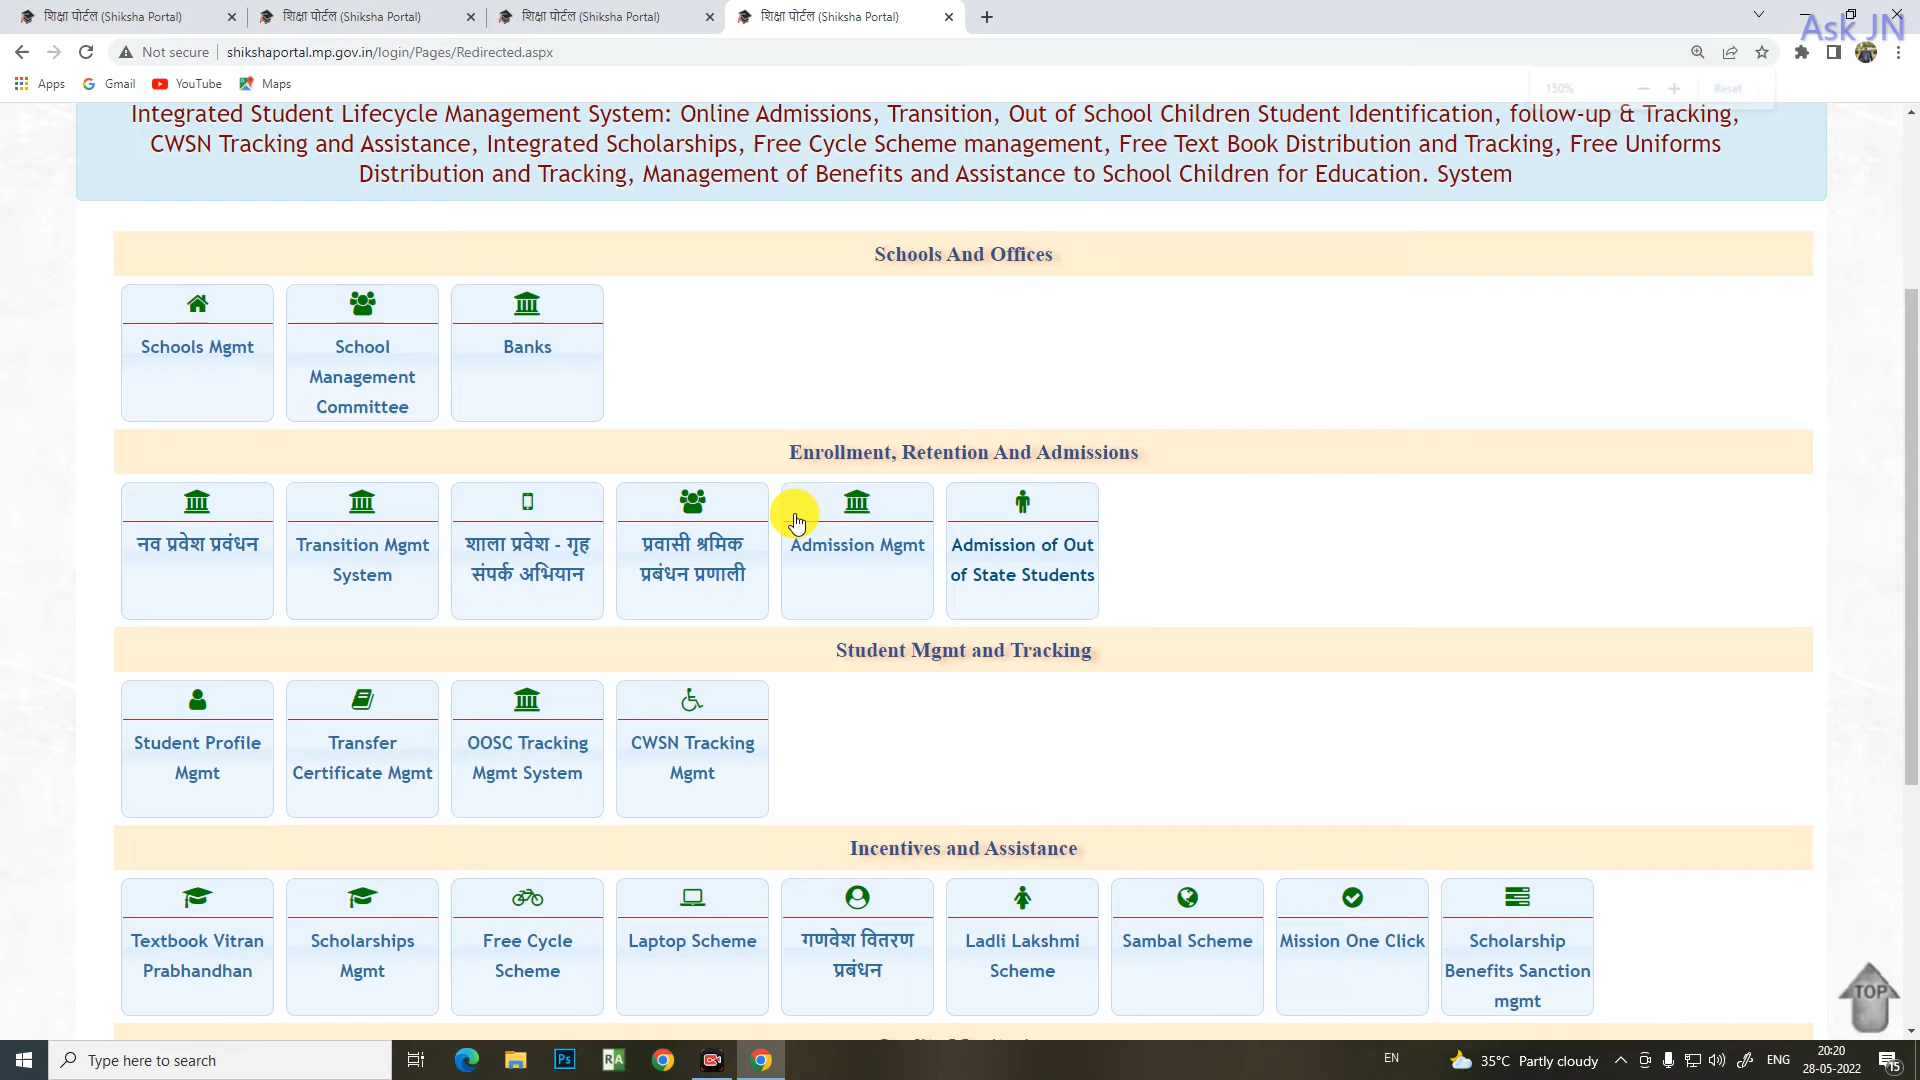 शिक्षा पोर्टल (Shiksha Portal)
शिक्षा पोर्टल (Shiksha Portal)
शिक्षा पोर्टल (Shiksha Portal)
शिक्षा पोर्टल (Shiksha Portal)
Ask JN
Not secure
shikshaportal.mp.gov.in/login/Pages/Redirected.aspx
Apps
Gmail
YouTube
Maps
150%
Reset
Integrated Student Lifecycle Management System: Online Admissions, Transition, Out of School Children Student Identification, follow-up & Tracking,
CWSN Tracking and Assistance, Integrated Scholarships, Free Cycle Scheme management, Free Text Book Distribution and Tracking, Free Uniforms
Distribution and Tracking, Management of Benefits and Assistance to School Children for Education. System
Schools And Offices
Schools Mgmt
School
Management
Committee
Banks
Enrollment, Retention And Admissions
नव प्रवेश प्रवंधन
Transition Mgmt
System
शाला प्रवेश - गृह
संपर्क अभियान
प्रवासी श्रमिक
प्रबंधन प्रणाली
Admission Mgmt
Admission of Out
of State Students
Student Mgmt and Tracking
Student Profile
Mgmt
Transfer
Certificate Mgmt
OOSC Tracking
Mgmt System
CWSN Tracking
Mgmt
Incentives and Assistance
Textbook Vitran
Prabhandhan
Scholarships
Mgmt
Free Cycle
Scheme
Laptop Scheme
गणवेश वितरण
प्रबंधन
Ladli Lakshmi
Scheme
Sambal Scheme
Mission One Click
Scholarship
Benefits Sanction
mgmt
TOP
Type here to search
Ps
RA
EN
35°C Partly cloudy
ENG
20:20
28-05-2022
15